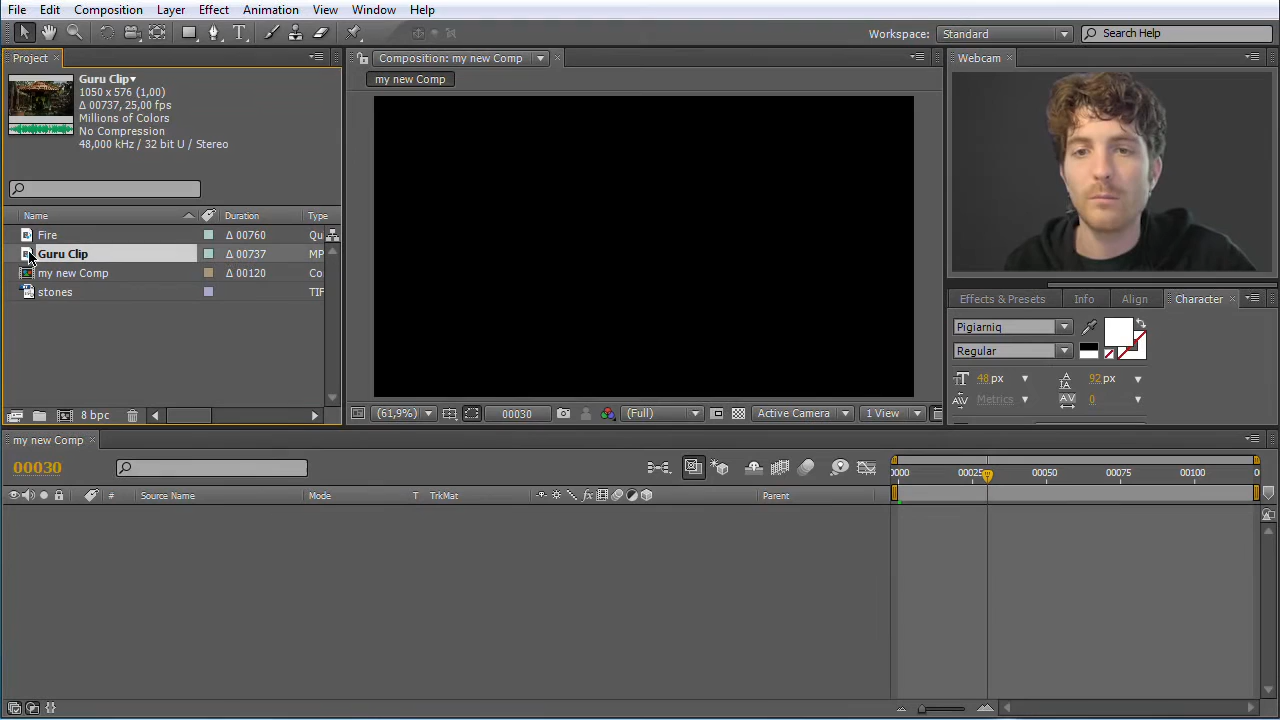 File Edit Composition Layer Effect Animation View Window Help
T Workspace: Standard Search Help
Project
Guru Clip
1050 x 576 (1,00)
Δ 00737, 25,00 fps
Millions of Colors
No Compression
48,000 kHz / 32 bit U / Stereo
Name Duration Type
Fire Δ 00760 Qu
Guru Clip Δ 00737 MP
my new Comp Δ 00120 Co
stones TIF
8 bpc
Composition: my new Comp
my new Comp
(61,9%) 00030 (Full) Active Camera 1 View
Webcam
Effects & Presets Info Align Character
Pigiarniq
Regular
48 px 92 px
Metrics AV 0
my new Comp
00030
0000 00025 00050 00075 00100 0
# Source Name Mode T TrkMat fx Parent